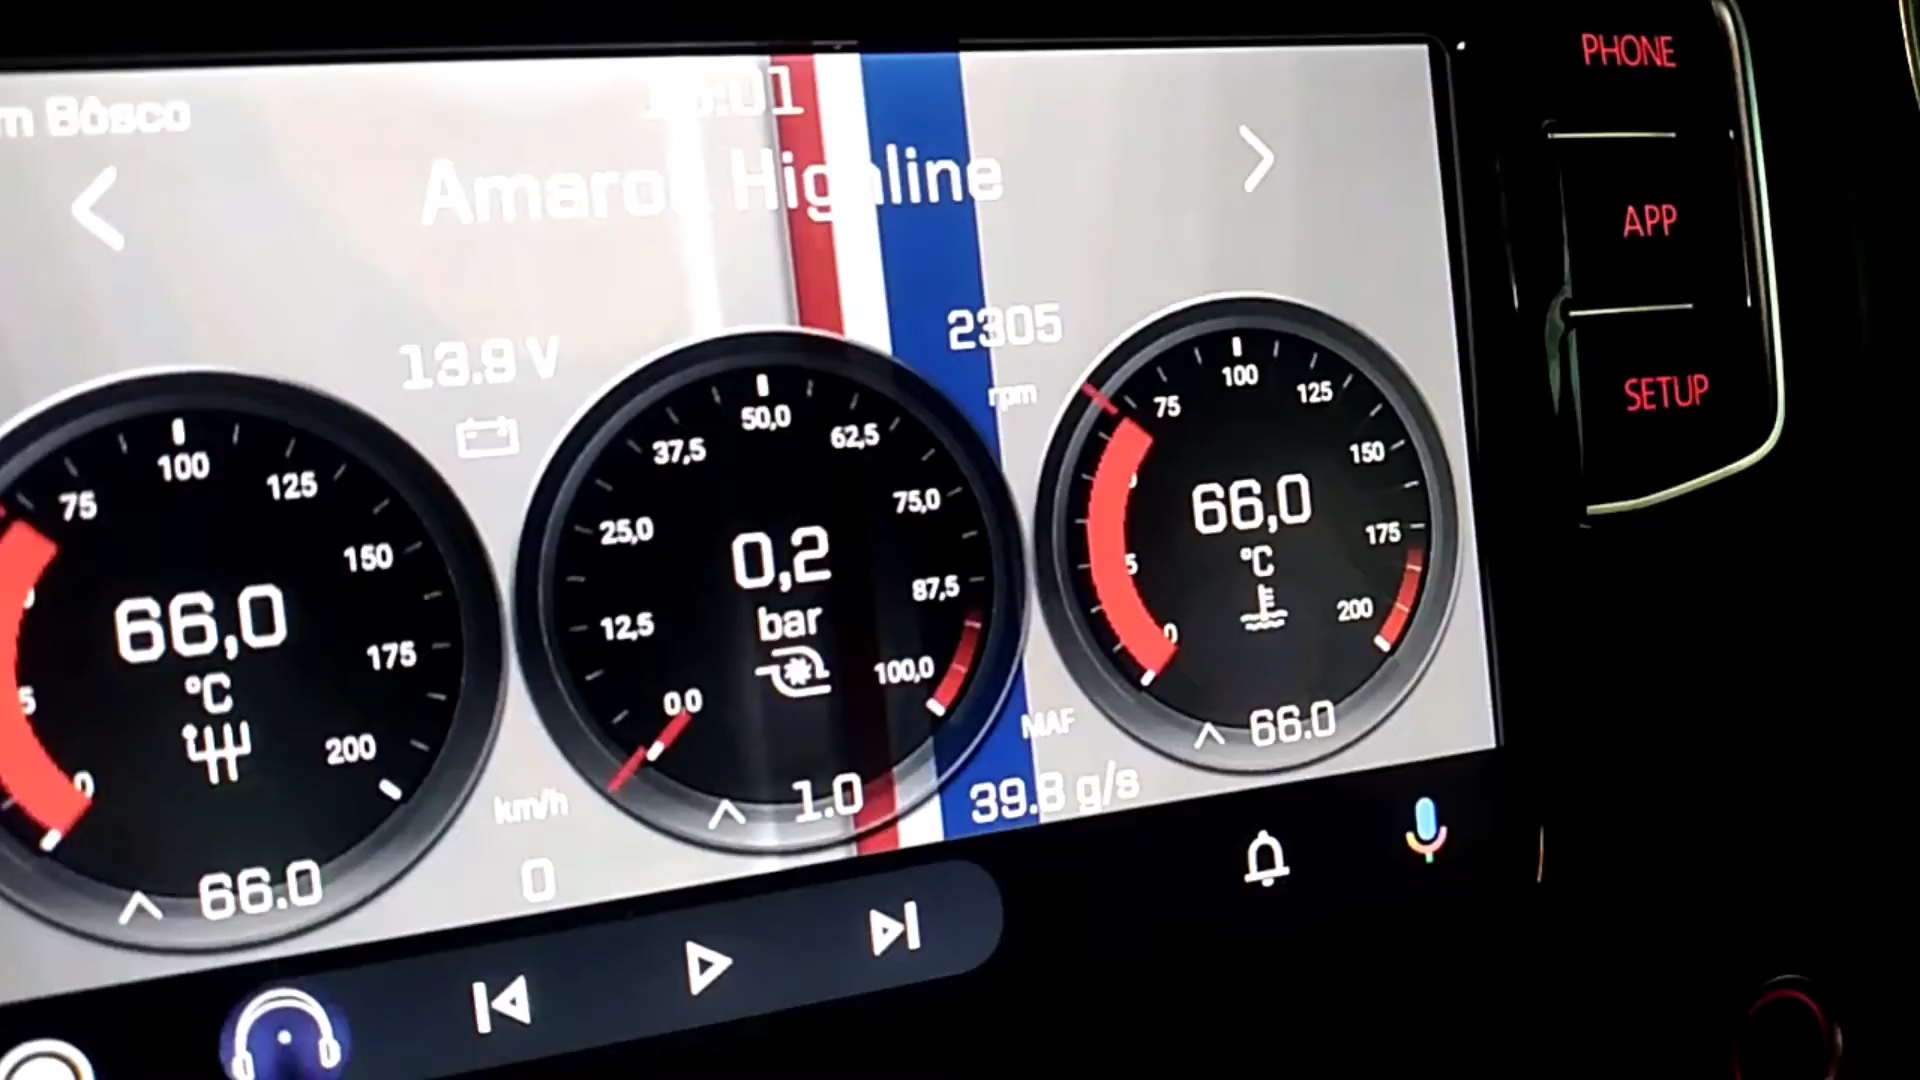 m Bôsco
:01
Amarok Highline
13.9 V
2305
rpm
75
100
125
150
175
200
0
66,0
°C
66.0
0,0
12,5
25,0
37,5
50,0
62,5
75,0
87,5
100,0
0,2
bar
1.0
km/h
0
MAF
39.8 g/s
0
75
100
125
150
175
200
66,0
°C
66.0
PHONE
APP
SETUP